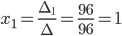 x₁ = Δ₁/Δ = 96/96 = 1